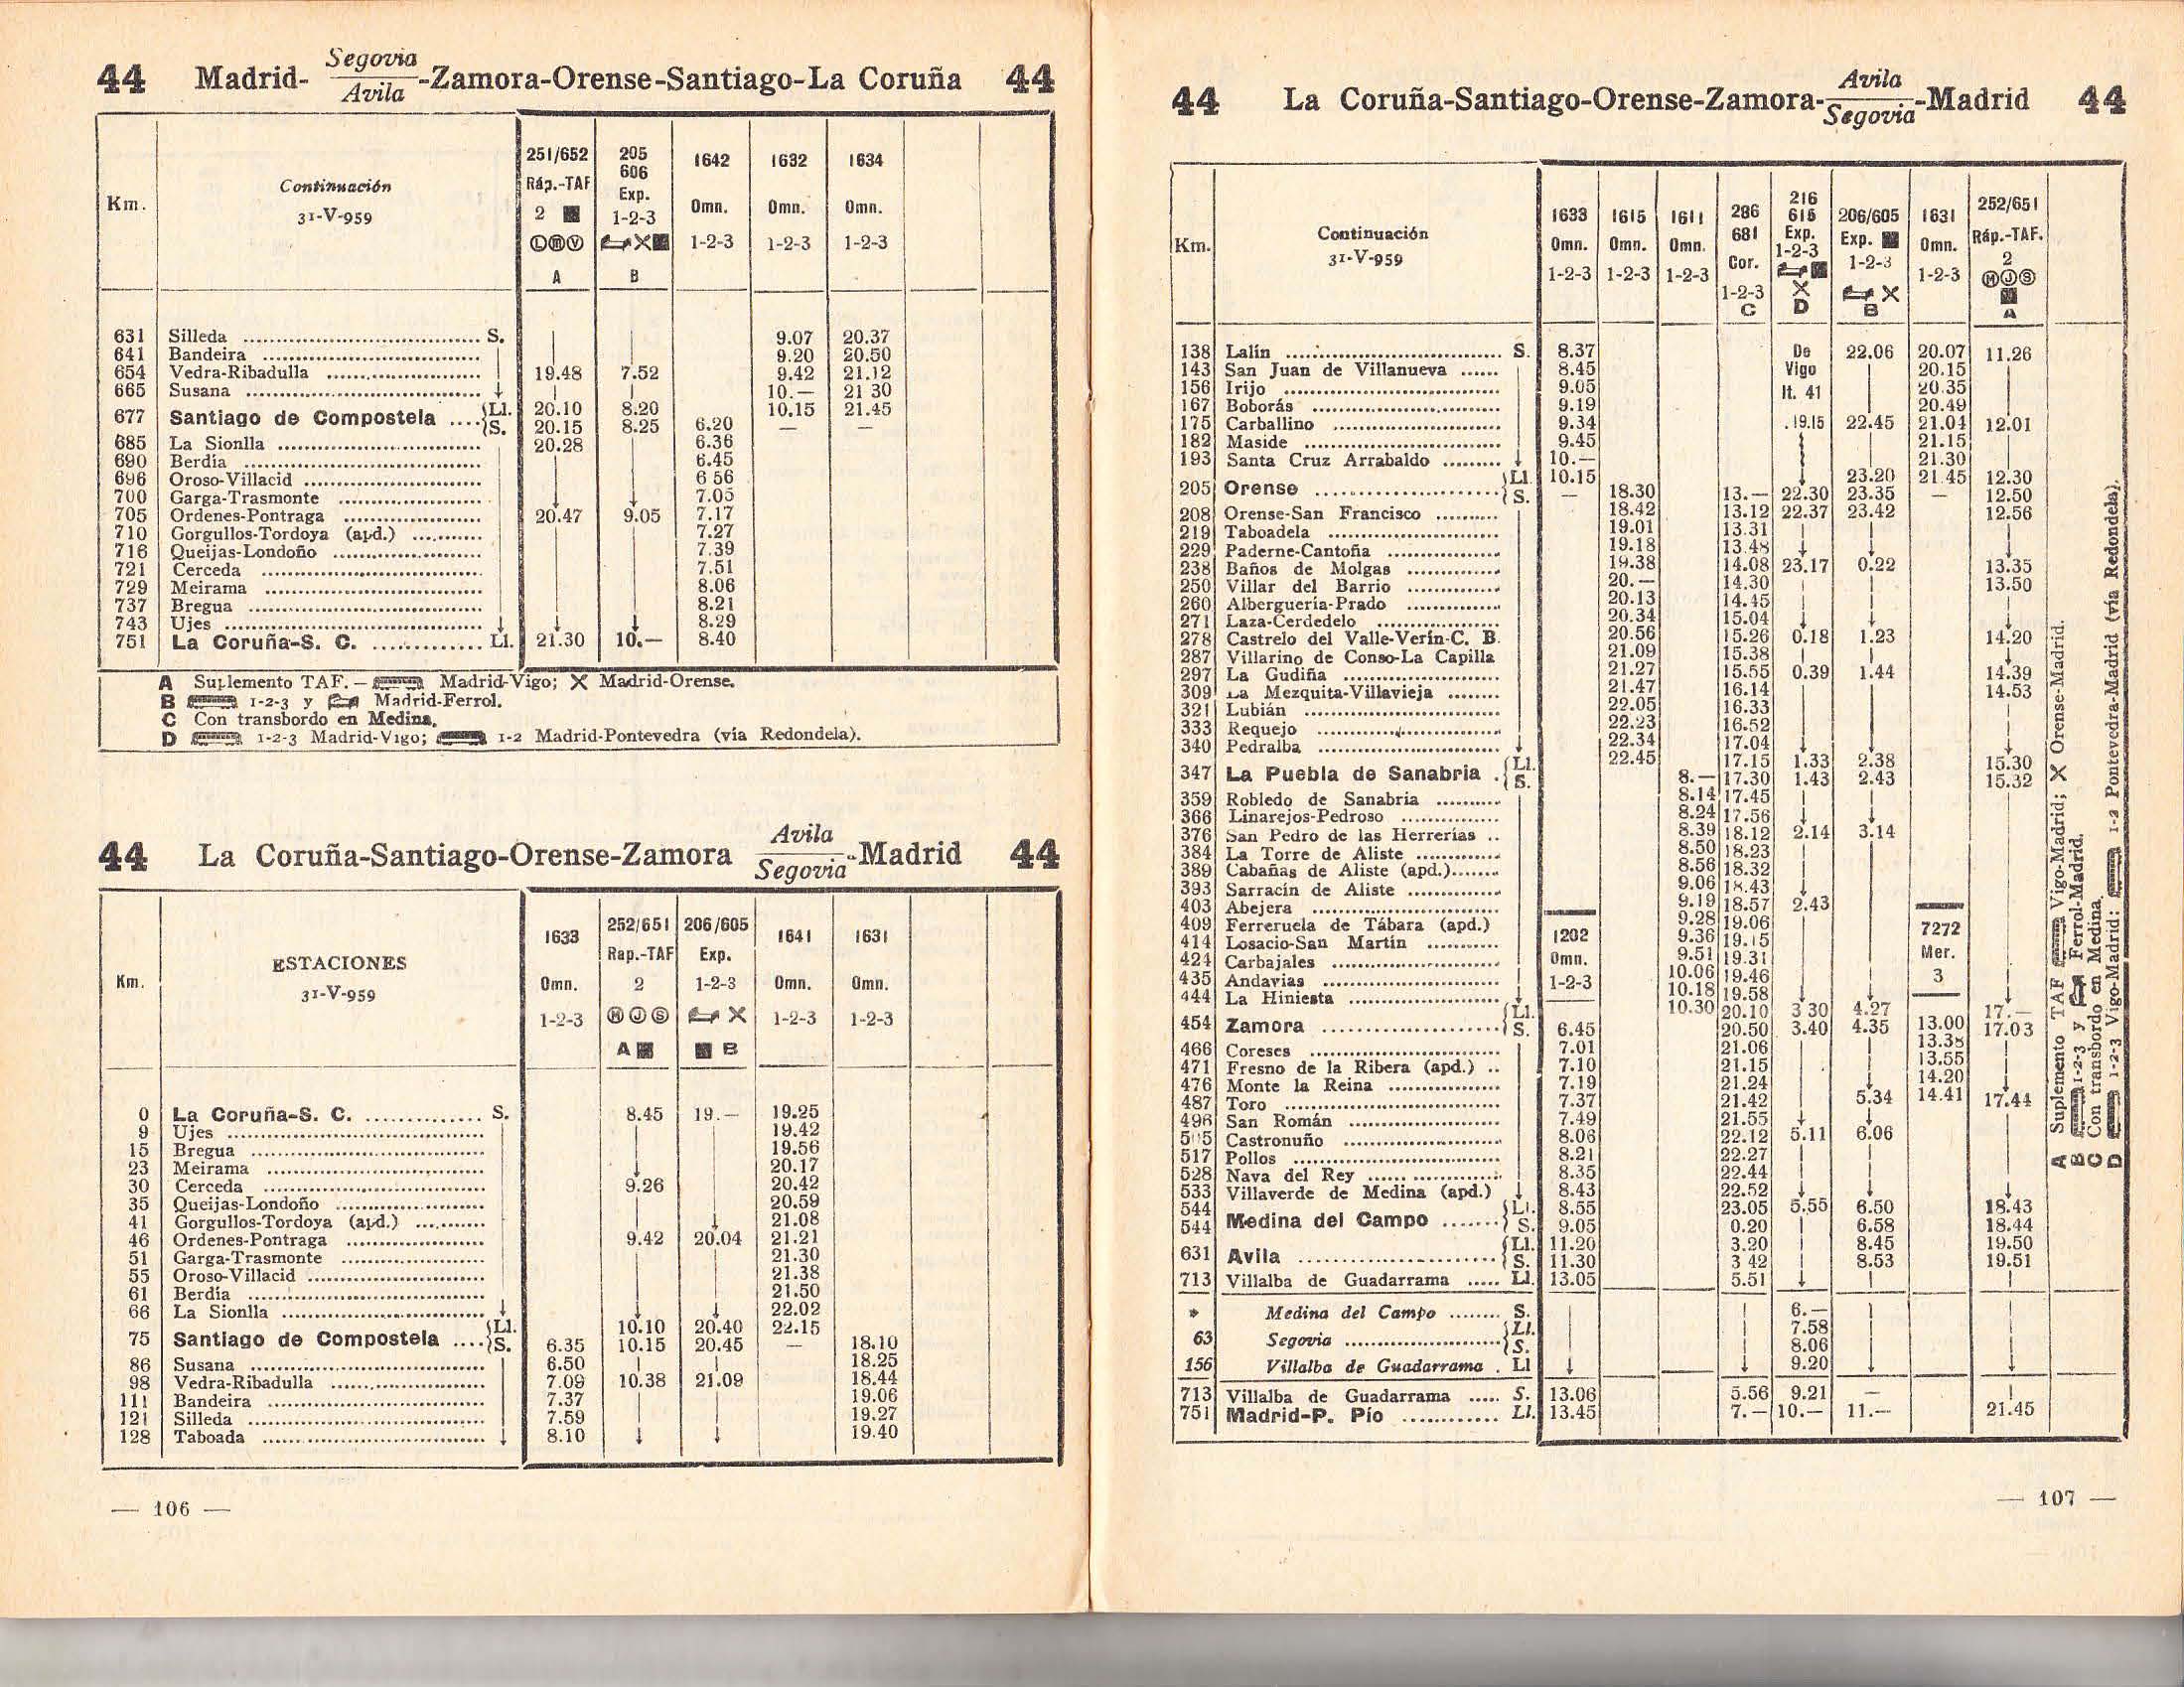 44 Madrid- Segovia/Avila -Zamora-Orense-Santiago-La Coruña 44
Km. Continuación 31-V-959
251/652 Ráp.-TAF 2 ■ ⓁⓂⓋ A
205 606 Exp. 1-2-3 B
1642 Omn. 1-2-3
1632 Omn. 1-2-3
1634 Omn. 1-2-3
631 Silleda S. 9.07 20.37
641 Bandeira 9.20 20.50
654 Vedra-Ribadulla 19.48 7.52 9.42 21.12
665 Susana 10.— 21 30
677 Santiago de Compostela Ll. 20.10 8.20 10.15 21.45
S. 20.15 8.25 6.20 — —
685 La Sionlla 20.28 6.36
690 Berdía 6.45
696 Oroso-Villacid 6 56
700 Garga-Trasmonte 7.05
705 Ordenes-Pontraga 20.47 9.05 7.17
710 Gorgullos-Tordoya (apd.) 7.27
716 Queijas-Londoño 7.39
721 Cerceda 7.51
729 Meirama 8.06
737 Bregua 8.21
743 Ujes 8.29
751 La Coruña-S. C. Ll. 21.30 10.— 8.40
A Suplemento TAF.— Madrid-Vigo; X Madrid-Orense.
B 1-2-3 y Madrid-Ferrol.
C Con transbordo en Medina.
D 1-2-3 Madrid-Vigo; 1-2 Madrid-Pontevedra (vía Redondela).
44 La Coruña-Santiago-Orense-Zamora Avila/Segovia -Madrid 44
Km. ESTACIONES 31-V-959
1633 Omn. 1-2-3
252/651 Rap.-TAF 2 ⓂⒿⓈ A ■
206/605 Exp. 1-2-3 X ■ B
1641 Omn. 1-2-3
1631 Omn. 1-2-3
0 La Coruña-S. C. S. 8.45 19.— 19.25
9 Ujes 19.42
15 Bregua 19.56
23 Meirama 20.17
30 Cerceda 9.26 20.42
35 Queijas-Londoño 20.59
41 Gorgullos-Tordoya (apd.) 21.08
46 Ordenes-Pontraga 9.42 20.04 21.21
51 Garga-Trasmonte 21.30
55 Oroso-Villacid 21.38
61 Berdía 21.50
66 La Sionlla 22.02
75 Santiago de Compostela Ll. 10.10 20.40 22.15
S. 6.35 10.15 20.45 — 18.10
86 Susana 6.50 18.25
98 Vedra-Ribadulla 7.09 10.38 21.09 18.44
111 Bandeira 7.37 19.06
121 Silleda 7.59 19.27
128 Taboada 8.10 19.40
— 106 —
44 La Coruña-Santiago-Orense-Zamora- Avila/Segovia -Madrid 44
Km. Continuación 31-V-959
1633 Omn. 1-2-3
1615 Omn. 1-2-3
1611 Omn. 1-2-3
286 681 Cor. 1-2-3 C
216 616 Exp. 1-2-3 ■ X D
206/605 Exp. ■ 1-2-3 X B
1631 Omn. 1-2-3
252/651 Ráp.-TAF. 2 ⓂⒿⓈ ■ A
138 Lalín S. 8.37 De 22.06 20.07 11.26
143 San Juan de Villanueva 8.45 Vigo 20.15
156 Irijo 9.05 It. 41 20.35
167 Boborás 9.19 20.49
175 Carballino 9.34 19.15 22.45 21.04 12.01
182 Maside 9.45 21.15
193 Santa Cruz Arrabaldo 10.— 21.30
205 Orense Ll. 10.15 23.20 21 45 12.30
S. — 18.30 13.— 22.30 23.35 — 12.50
208 Orense-San Francisco 18.42 13.12 22.37 23.42 12.56
219 Taboadela 19.01 13.31
229 Paderne-Cantoña 19.18 13.48
238 Baños de Molgas 19.38 14.08 23.17 0.22 13.35
250 Villar del Barrio 20.— 14.30 13.50
260 Alberguería-Prado 20.13 14.45
271 Laza-Cerdedelo 20.34 15.04
278 Castrelo del Valle-Verín-C. B. 20.56 15.26 0.18 1.23 14.20
287 Villarino de Conso-La Capilla 21.09 15.38
297 La Gudiña 21.27 15.55 0.39 1.44 14.39
309 La Mezquita-Villavieja 21.47 16.14 14.53
321 Lubián 22.05 16.33
333 Requejo 22.23 16.52
340 Pedralba 22.34 17.04
347 La Puebla de Sanabria Ll. 22.45 17.15 1.33 2.38 15.30
S. 8.— 17.30 1.43 2.43 15.32
359 Robledo de Sanabria 8.14 17.45
366 Linarejos-Pedroso 8.24 17.56
376 San Pedro de las Herrerías 8.39 18.12 2.14 3.14
384 La Torre de Aliste 8.50 18.23
389 Cabañas de Aliste (apd.) 8.56 18.32
393 Sarracín de Aliste 9.06 18.43
403 Abejera 9.19 18.57 2.43
409 Ferreruela de Tábara (apd.) 9.28 19.06
414 Losacio-San Martín 9.36 19.15
424 Carbajales 9.51 19.31
435 Andavías 10.06 19.46
444 La Hiniesta 10.18 19.58
1202 Omn. 1-2-3
7272 Mer. 3
454 Zamora Ll. 10.30 20.10 3 30 4.27 17.—
S. 6.45 20.50 3.40 4.35 13.00 17.03
466 Coreses 7.01 21.06 13.38
471 Fresno de la Ribera (apd.) 7.10 21.15 13.55
476 Monte la Reina 7.19 21.24 14.20
487 Toro 7.37 21.42 5.34 14.41 17.44
496 San Román 7.49 21.55
505 Castronuño 8.06 22.12 5.11 6.06
517 Pollos 8.21 22.27
528 Nava del Rey 8.35 22.44
533 Villaverde de Medina (apd.) 8.43 22.52
544 Medina del Campo Ll. 8.55 23.05 5.55 6.50 18.43
544 S. 9.05 0.20 6.58 18.44
631 Avila Ll. 11.20 3.20 8.45 19.50
S. 11.30 3 42 8.53 19.51
713 Villalba de Guadarrama Ll. 13.05 5.51
» Medina del Campo S. 6.—
63 Segovia Ll. 7.58
S. 8.06
156 Villalba de Guadarrama Ll 9.20
713 Villalba de Guadarrama S. 13.06 5.56 9.21 —
751 Madrid-P. Pío Ll. 13.45 7.— 10.— 11.— 21.45
A Suplemento TAF Vigo-Madrid; X Orense-Madrid.
B 1-2-3 y Ferrol-Madrid.
C Con transbordo en Medina.
D 1-2-3 Vigo-Madrid; 1-2 Pontevedra-Madrid (vía Redondela).
— 107 —